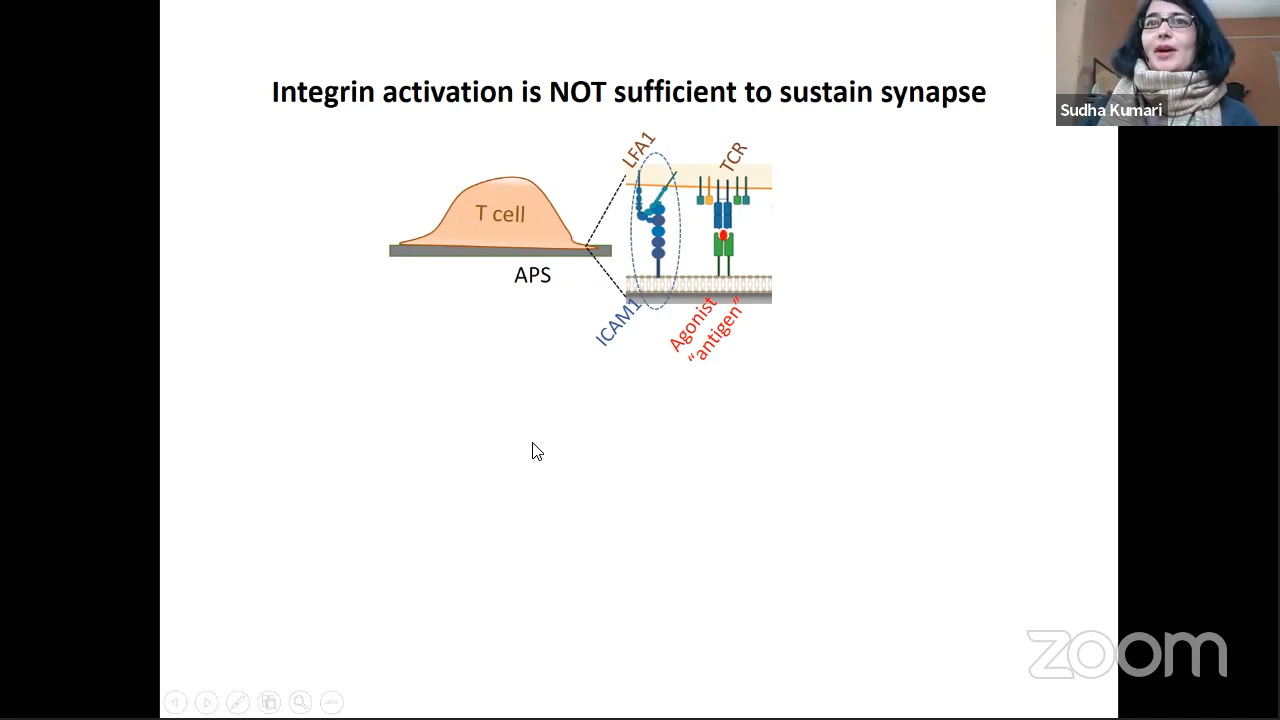 Integrin activation is NOT sufficient to sustain synapse
Sudha Kumari
LFA1
TCR
T cell
APS
ICAM1
Agonist
“antigen”
zoom